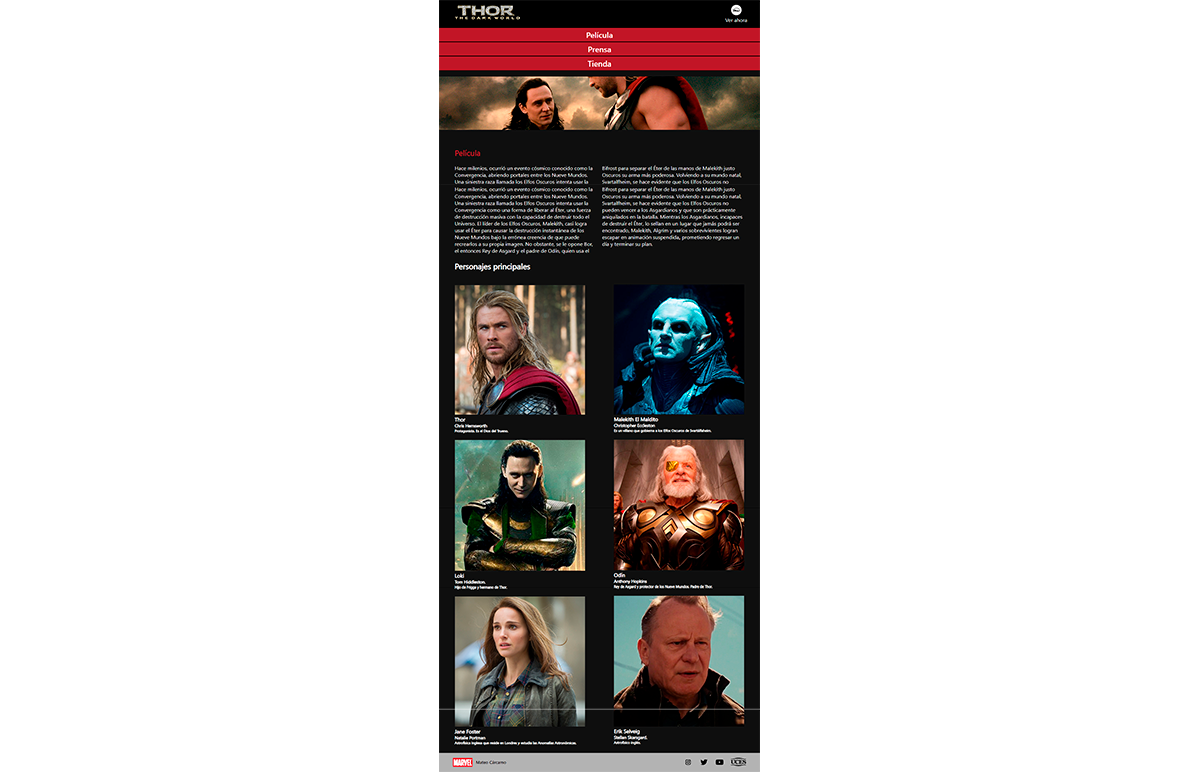 THOR
THE DARK WORLD
Ver ahora
Película
Prensa
Tienda
Película
Hace milenios, ocurrió un evento cósmico conocido como la
Convergencia, abriendo portales entre los Nueve Mundos.
Una siniestra raza llamada los Elfos Oscuros intenta usar la
Hace milenios, ocurrió un evento cósmico conocido como la
Convergencia, abriendo portales entre los Nueve Mundos.
Una siniestra raza llamada los Elfos Oscuros intenta usar la
Convergencia como una forma de liberar al Éter, una fuerza
de destrucción masiva con la capacidad de destruir todo el
Universo. El líder de los Elfos Oscuros, Malekith, casi logra
usar el Éter para causar la destrucción instantánea de los
Nueve Mundos bajo la errónea creencia de que puede
recrearlos a su propia imagen. No obstante, se le opone Bor,
el entonces Rey de Asgard y el padre de Odín, quien usa el
Bifrost para separar el Éter de las manos de Malekith justo
Oscuros su arma más poderosa. Volviendo a su mundo natal,
Svartalfheim, se hace evidente que los Elfos Oscuros no
Bifrost para separar el Éter de las manos de Malekith justo
Oscuros su arma más poderosa. Volviendo a su mundo natal,
Svartalfheim, se hace evidente que los Elfos Oscuros no
pueden vencer a los Asgardianos y que son prácticamente
aniquilados en la batalla. Mientras los Asgardianos, incapaces
de destruir el Éter, lo sellan en un lugar que jamás podrá ser
encontrado, Malekith, Algrim y varios sobrevivientes logran
escapar en animación suspendida, prometiendo regresar un
día y terminar su plan.
Personajes principales
Thor
Chris Hemsworth
Protagonista. Es el Dios del Trueno.
Malekith El Maldito
Christopher Eccleston
Es un villano que gobierna a los Elfos Oscuros de Svartálfheim.
Loki
Tom Hiddleston.
Hijo de Frigga y hermano de Thor.
Odín
Anthony Hopkins
Rey de Asgard y protector de los Nueve Mundos. Padre de Thor.
Jane Foster
Natalie Portman
Astrofísica inglesa que reside en Londres y estudia las Anomalías Astronómicas.
Erik Selveig
Stellan Skarsgard.
Astrofísico inglés.
MARVEL
Mateo Cárcamo
UCES